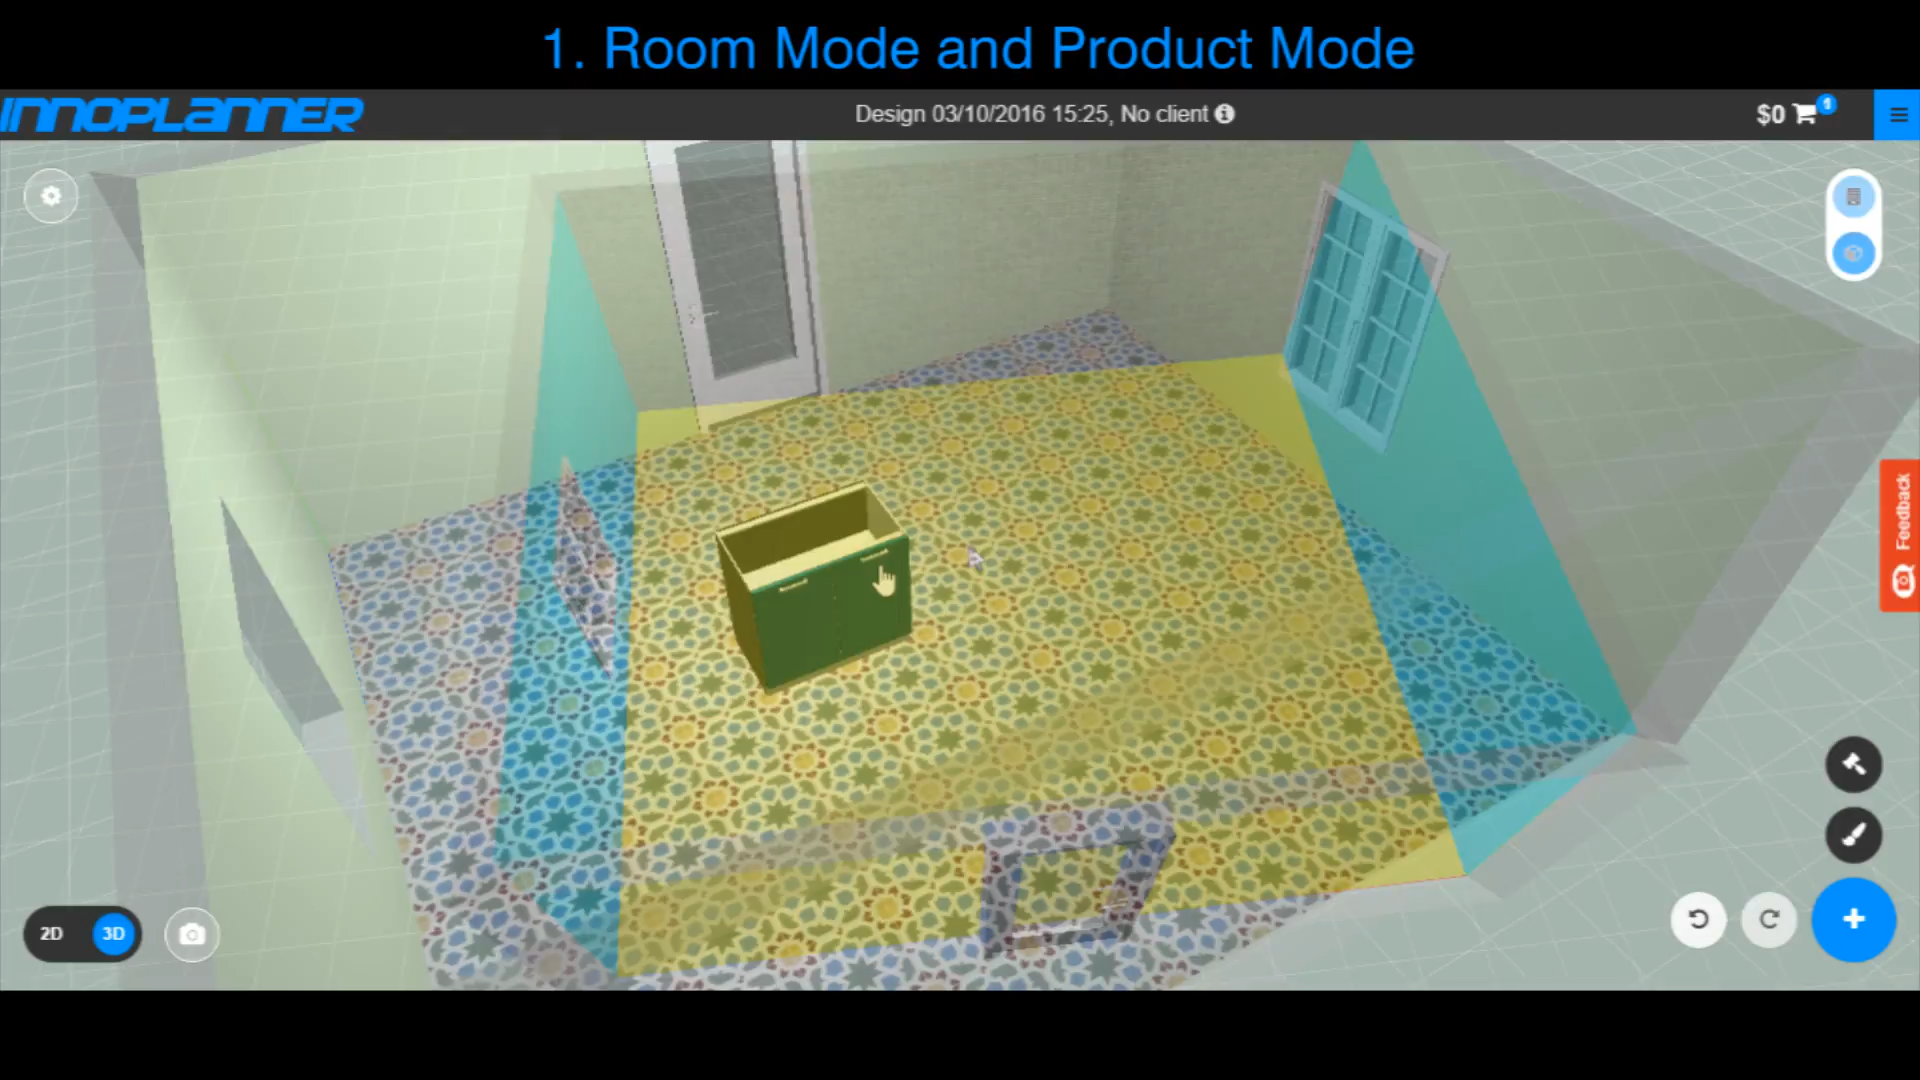 1. Room Mode and Product Mode
INNOPLANNER
Design 03/10/2016 15:25, No client
$0
1
Feedback
2D
3D